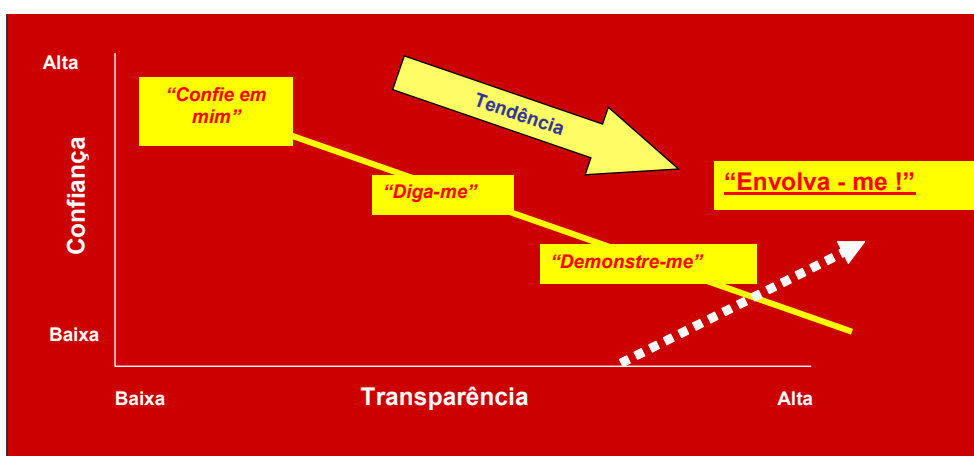 Alta
“Confie em
mim”
Tendência
Confiança
“Diga-me”
“Envolva - me !”
“Demonstre-me”
Baixa
Baixa
Transparência
Alta